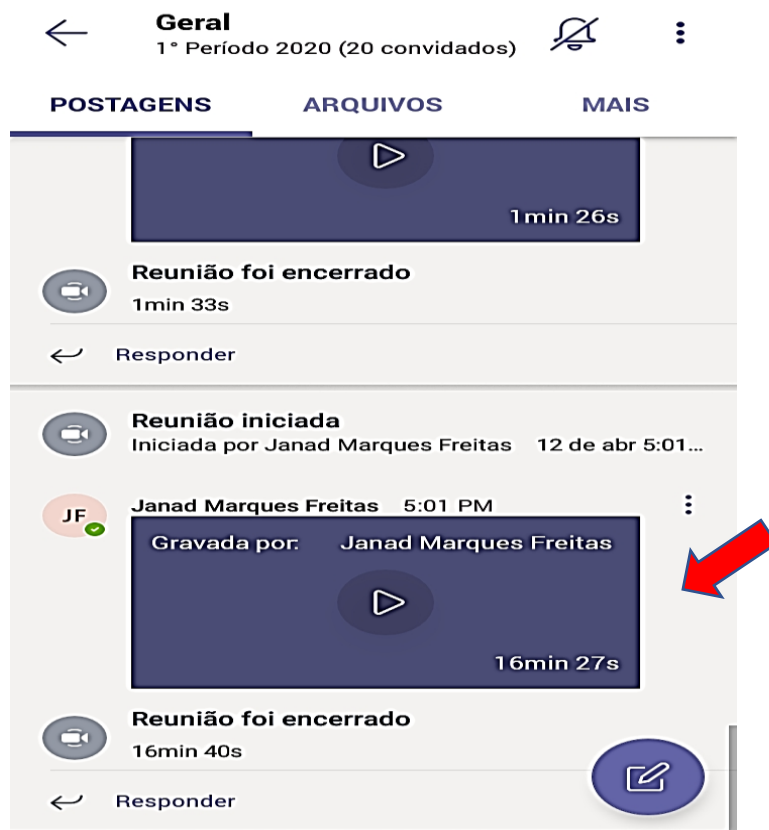 Geral
1° Período 2020 (20 convidados)
POSTAGENS ARQUIVOS MAIS
1min 26s
Reunião foi encerrado
1min 33s
Responder
Reunião iniciada
Iniciada por Janad Marques Freitas 12 de abr 5:01...
JF Janad Marques Freitas 5:01 PM
Gravada por: Janad Marques Freitas
16min 27s
Reunião foi encerrado
16min 40s
Responder